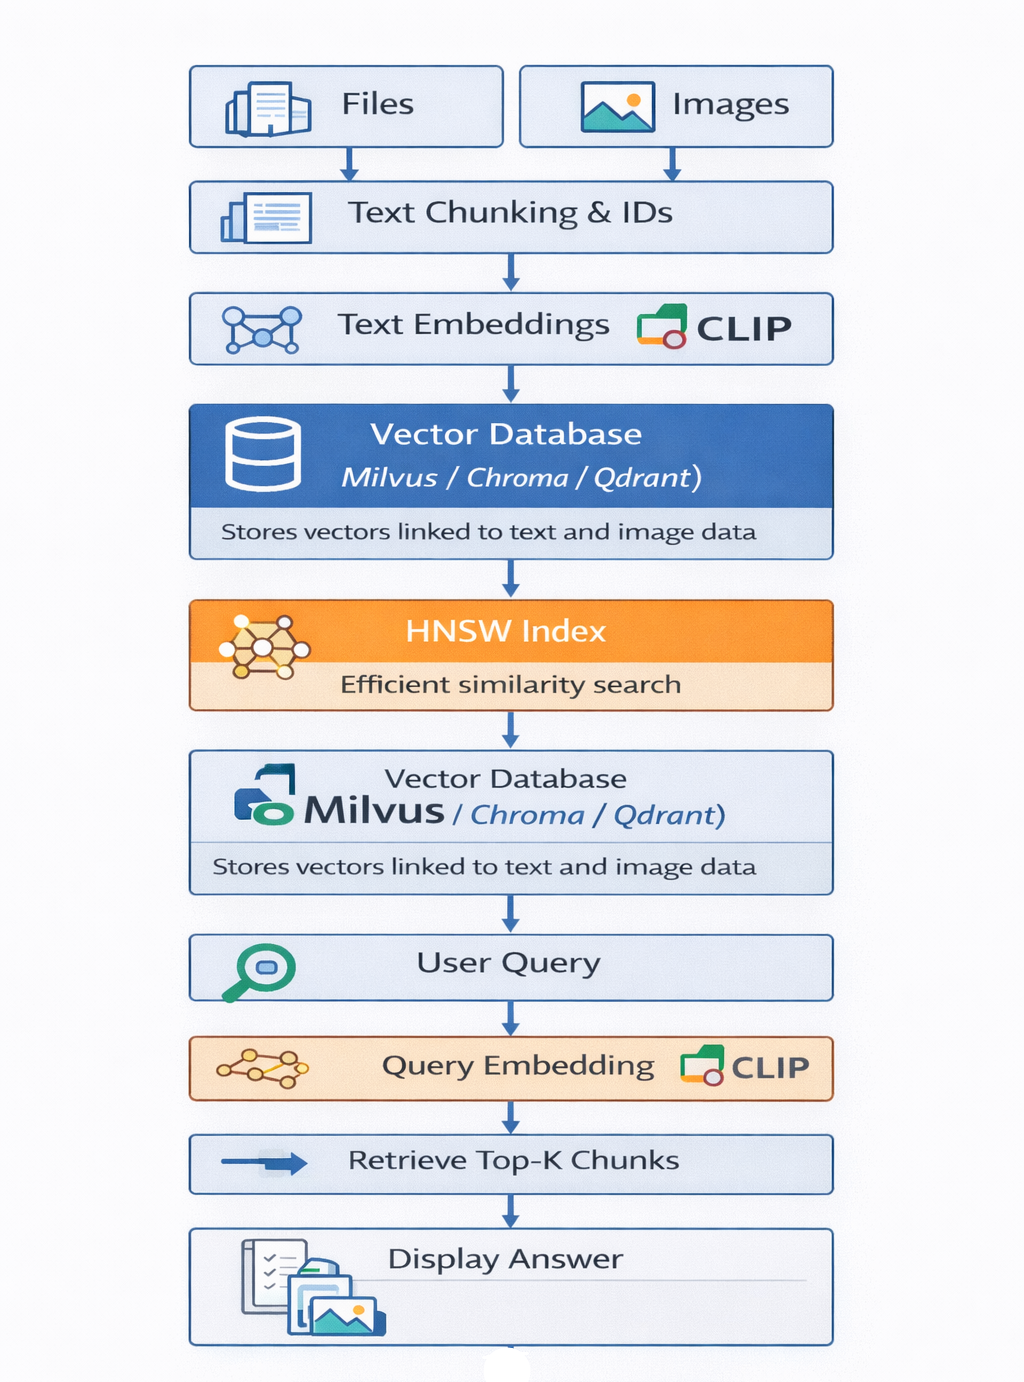 Files
Images
Text Chunking & IDs
Text Embeddings CLIP
Vector Database
Milvus / Chroma / Qdrant)
Stores vectors linked to text and image data
HNSW Index
Efficient similarity search
Vector Database
Milvus / Chroma / Qdrant)
Stores vectors linked to text and image data
User Query
Query Embedding CLIP
Retrieve Top-K Chunks
Display Answer